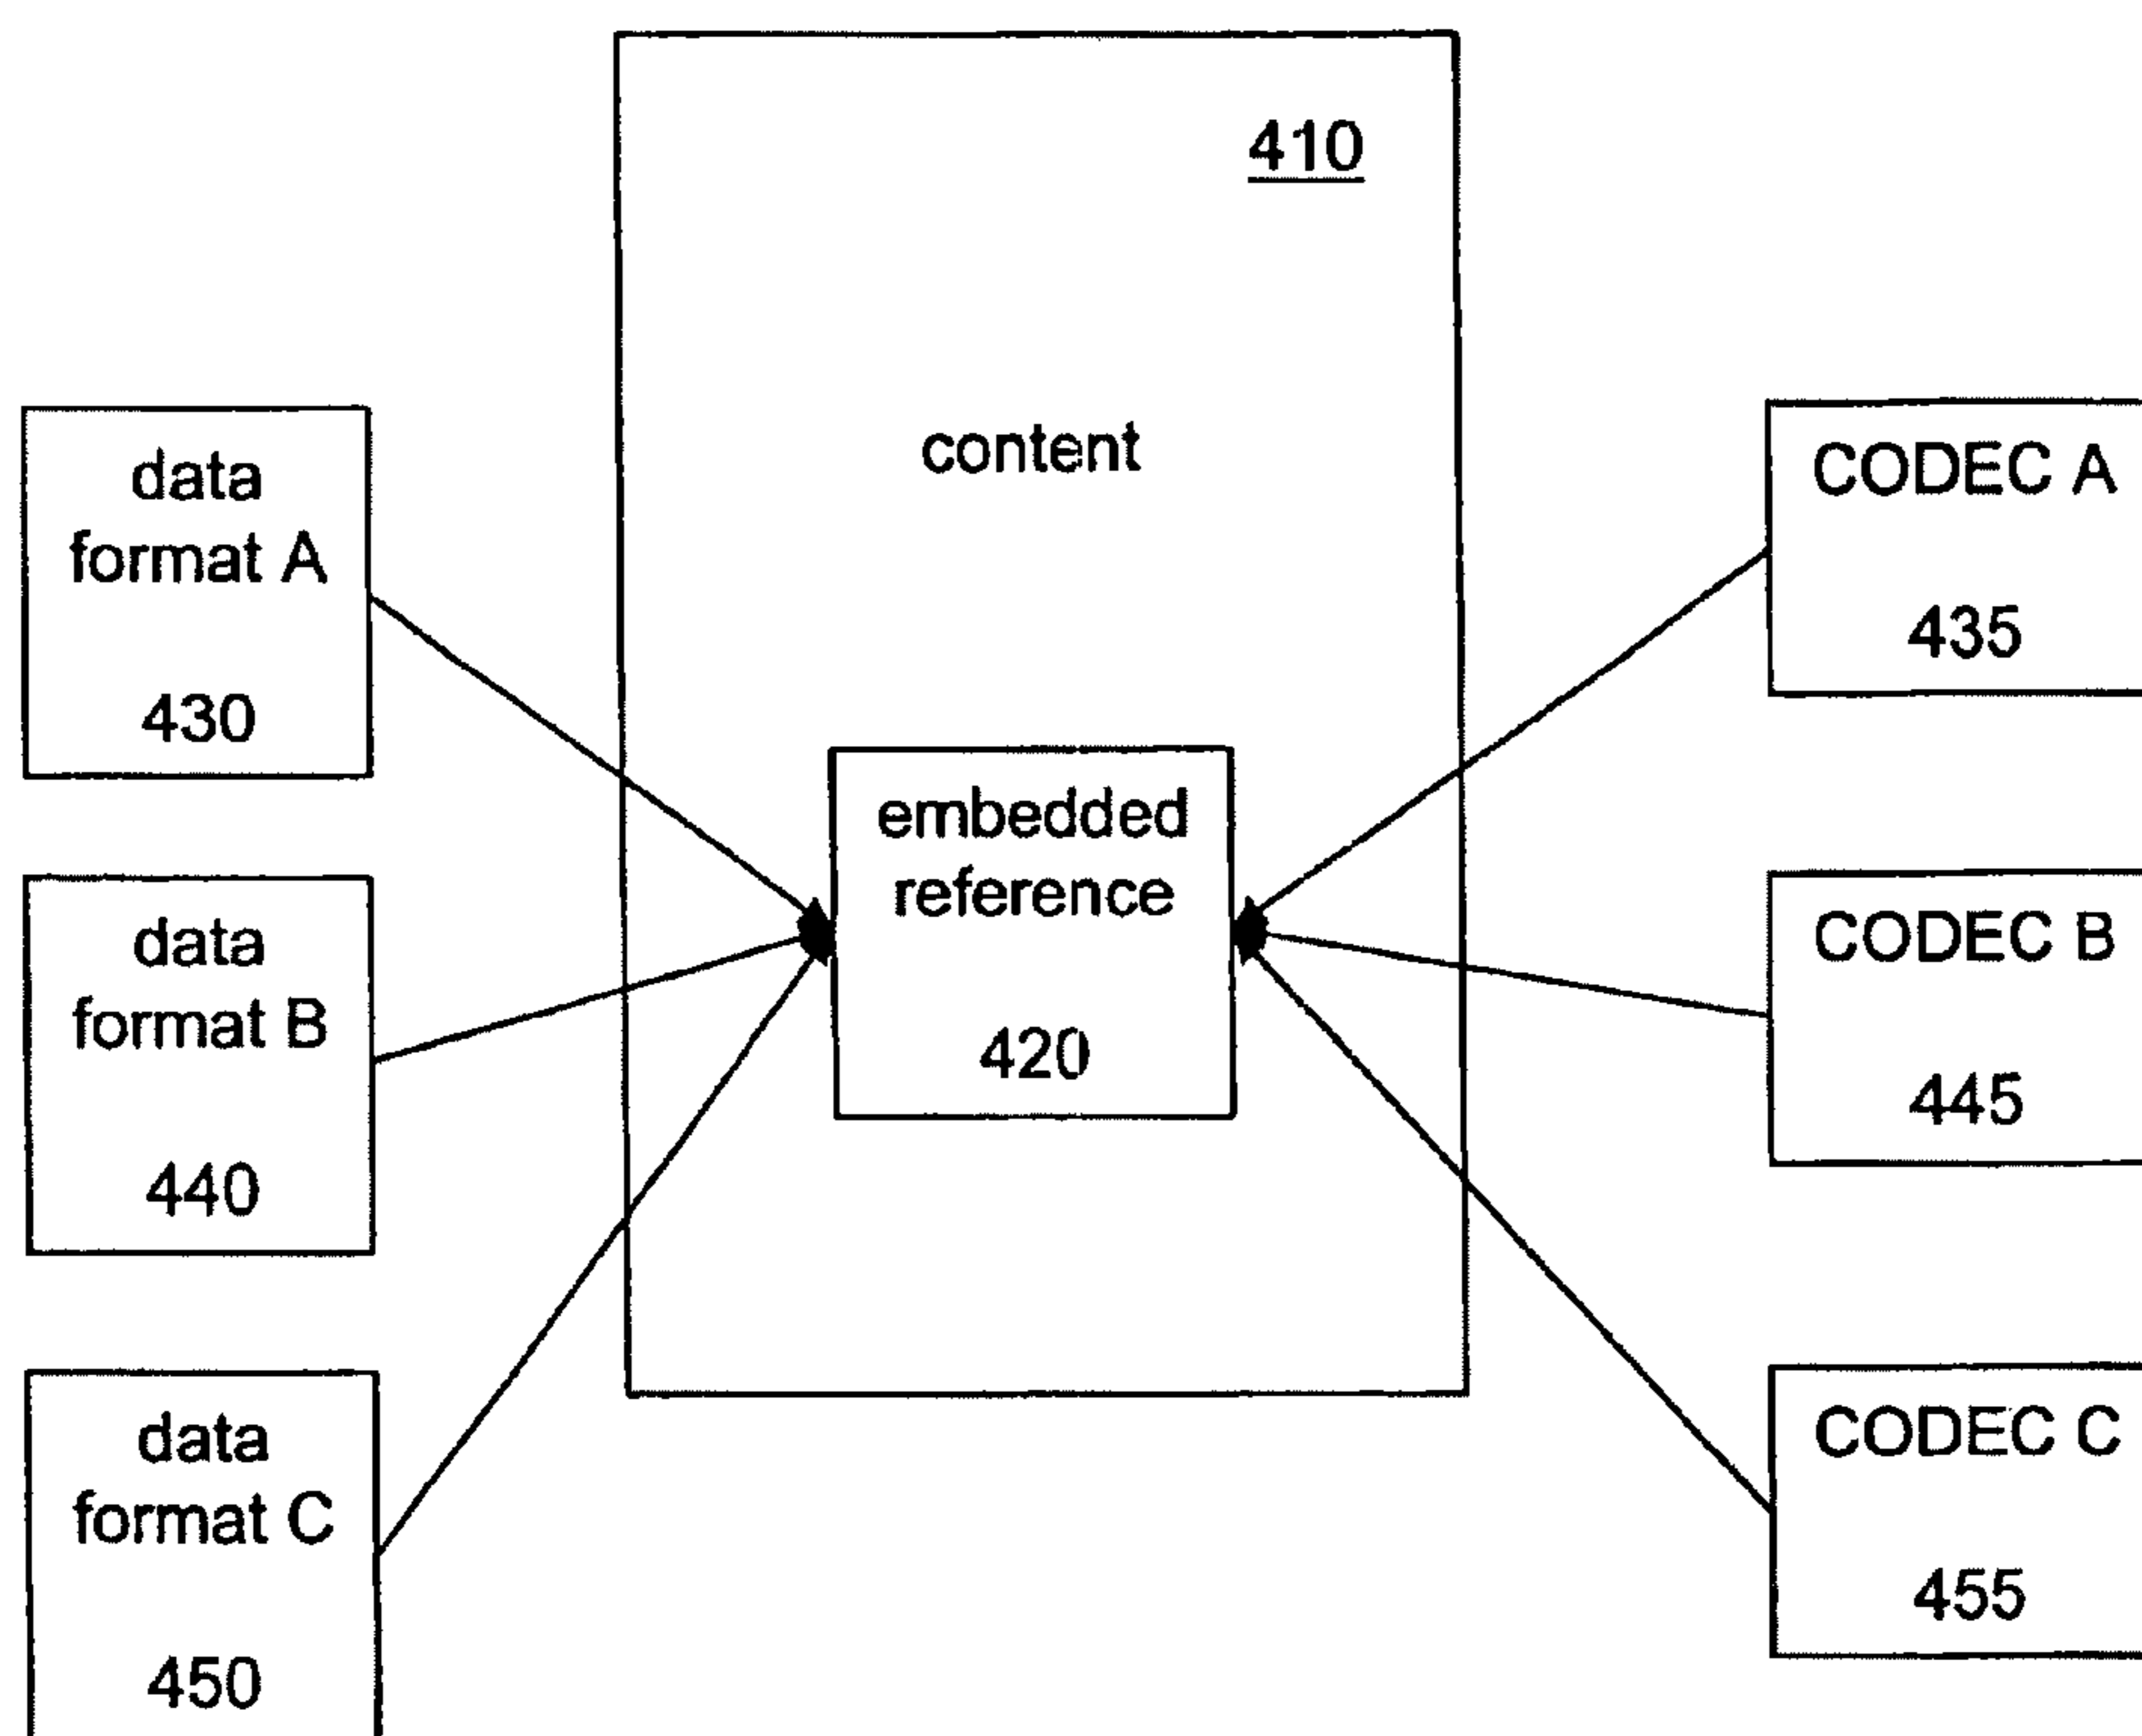 410
content
data
format A
430
CODEC A
435
embedded
reference
420
data
format B
440
CODEC B
445
data
format C
450
CODEC C
455